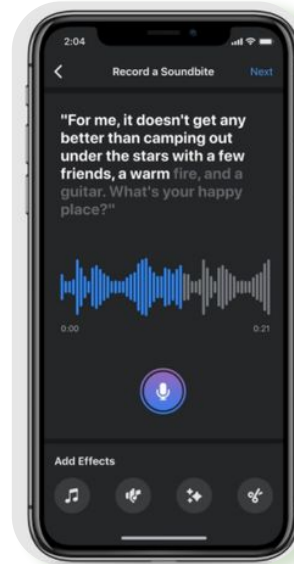 2:04
Record a Soundbite Next
"For me, it doesn't get any
better than camping out
under the stars with a few
friends, a warm fire, and a
guitar. What's your happy
place?"
0:00 0:21
Add Effects